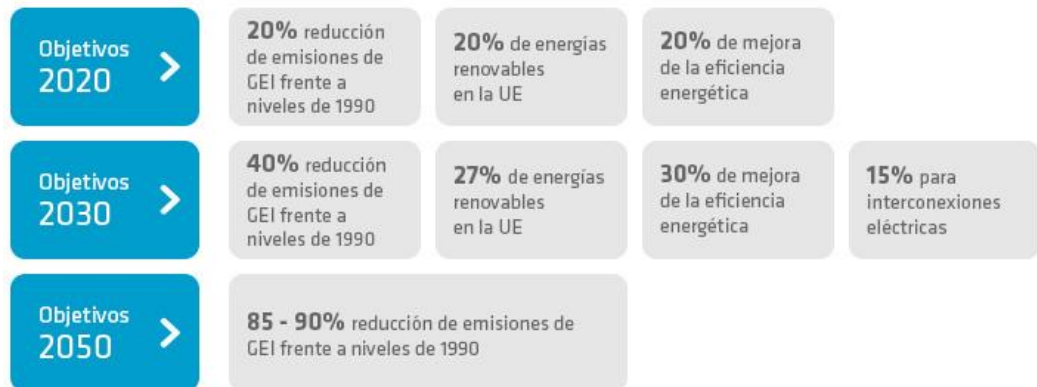 Objetivos
2020
20% reducción
de emisiones de
GEI frente a
niveles de 1990
20% de energías
renovables
en la UE
20% de mejora
de la eficiencia
energética
Objetivos
2030
40% reducción
de emisiones de
GEI frente a
niveles de 1990
27% de energías
renovables
en la UE
30% de mejora
de la eficiencia
energética
15% para
interconexiones
eléctricas
Objetivos
2050
85 - 90% reducción de emisiones de
GEI frente a niveles de 1990